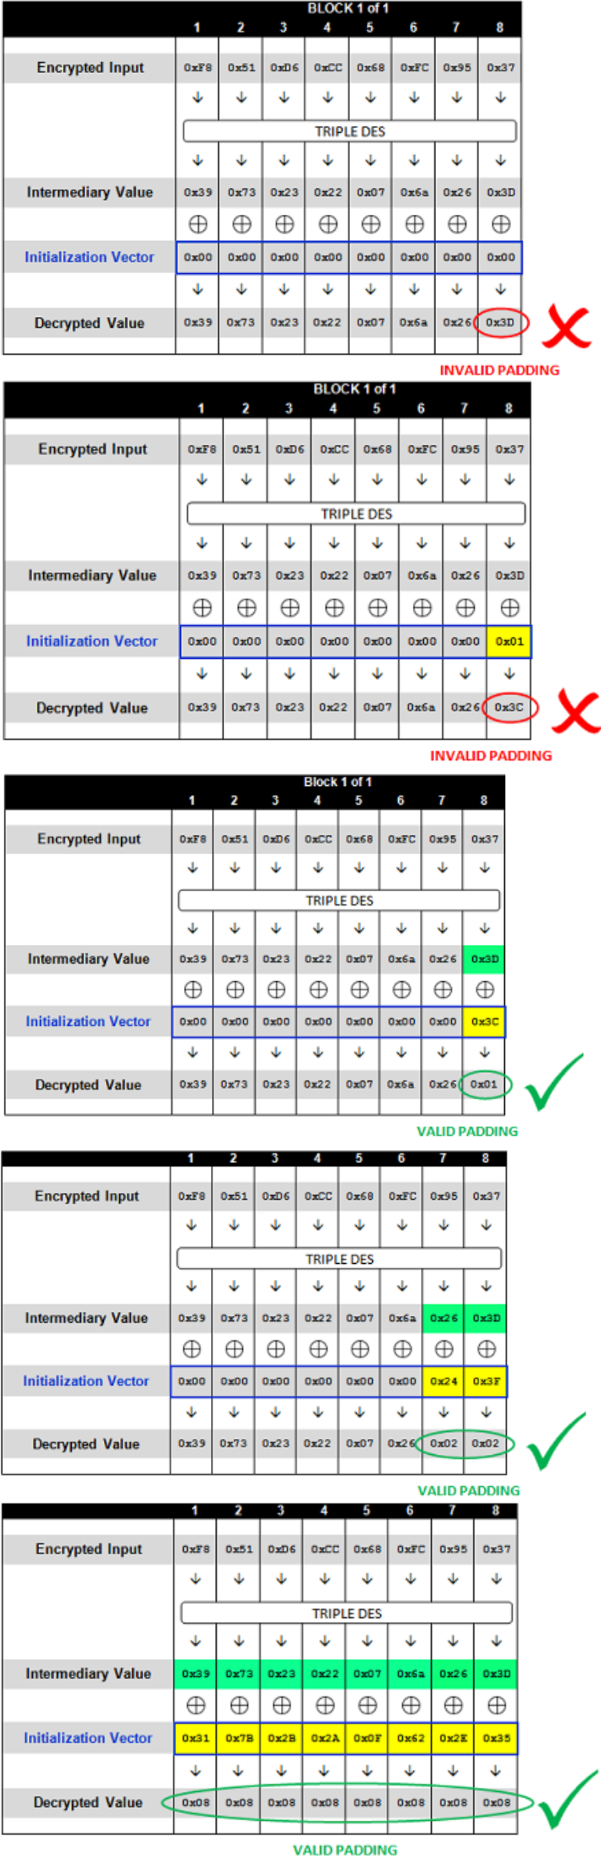 BLOCK 1 of 1
1 2 3 4 5 6 7 8
Encrypted Input 0xF8 0x51 0xD6 0xCC 0x68 0xFC 0x95 0x37
TRIPLE DES
Intermediary Value 0x39 0x73 0x23 0x22 0x07 0x6a 0x26 0x3D
Initialization Vector 0x00 0x00 0x00 0x00 0x00 0x00 0x00 0x00
Decrypted Value 0x39 0x73 0x23 0x22 0x07 0x6a 0x26 0x3D
INVALID PADDING
BLOCK 1 of 1
1 2 3 4 5 6 7 8
Encrypted Input 0xF8 0x51 0xD6 0xCC 0x68 0xFC 0x95 0x37
TRIPLE DES
Intermediary Value 0x39 0x73 0x23 0x22 0x07 0x6a 0x26 0x3D
Initialization Vector 0x00 0x00 0x00 0x00 0x00 0x00 0x00 0x01
Decrypted Value 0x39 0x73 0x23 0x22 0x07 0x6a 0x26 0x3C
INVALID PADDING
Block 1 of 1
1 2 3 4 5 6 7 8
Encrypted Input 0xF8 0x51 0xD6 0xCC 0x68 0xFC 0x95 0x37
TRIPLE DES
Intermediary Value 0x39 0x73 0x23 0x22 0x07 0x6a 0x26 0x3D
Initialization Vector 0x00 0x00 0x00 0x00 0x00 0x00 0x00 0x3C
Decrypted Value 0x39 0x73 0x23 0x22 0x07 0x6a 0x26 0x01
VALID PADDING
1 2 3 4 5 6 7 8
Encrypted Input 0xF8 0x51 0xD6 0xCC 0x68 0xFC 0x95 0x37
TRIPLE DES
Intermediary Value 0x39 0x73 0x23 0x22 0x07 0x6a 0x26 0x3D
Initialization Vector 0x00 0x00 0x00 0x00 0x00 0x00 0x24 0x3F
Decrypted Value 0x39 0x73 0x23 0x22 0x07 0x26 0x02 0x02
VALID PADDING
1 2 3 4 5 6 7 8
Encrypted Input 0xF8 0x51 0xD6 0xCC 0x68 0xFC 0x95 0x37
TRIPLE DES
Intermediary Value 0x39 0x73 0x23 0x22 0x07 0x6a 0x26 0x3D
Initialization Vector 0x31 0x7B 0x2B 0x2A 0x0F 0x62 0x2E 0x35
Decrypted Value 0x08 0x08 0x08 0x08 0x08 0x08 0x08 0x08
VALID PADDING